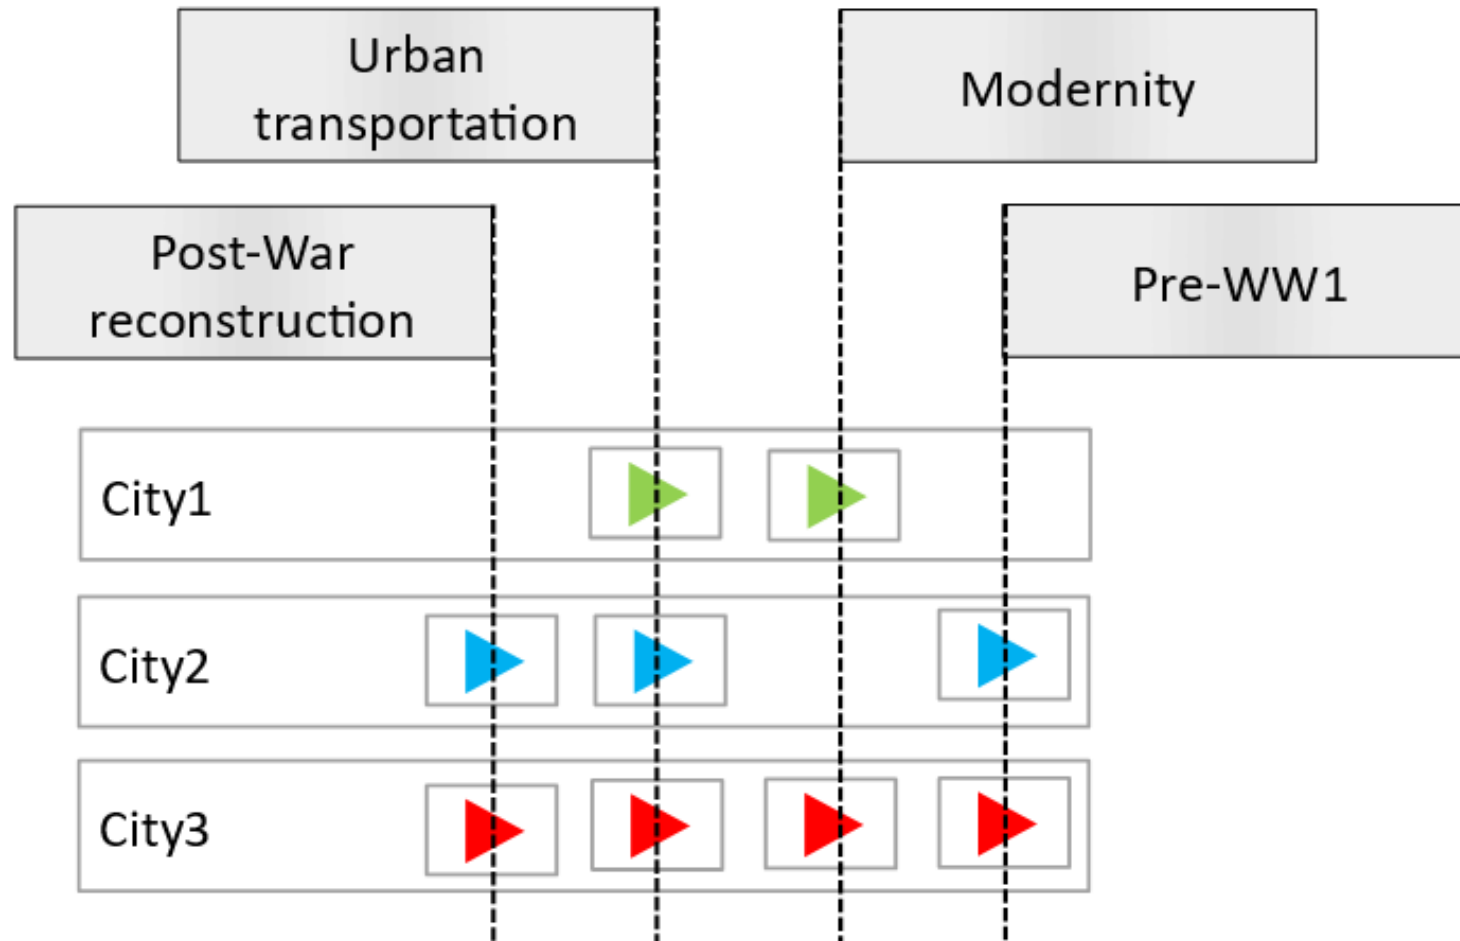 Urban
transportation
Modernity
Post-War
reconstruction
Pre-WW1
City1
City2
City3